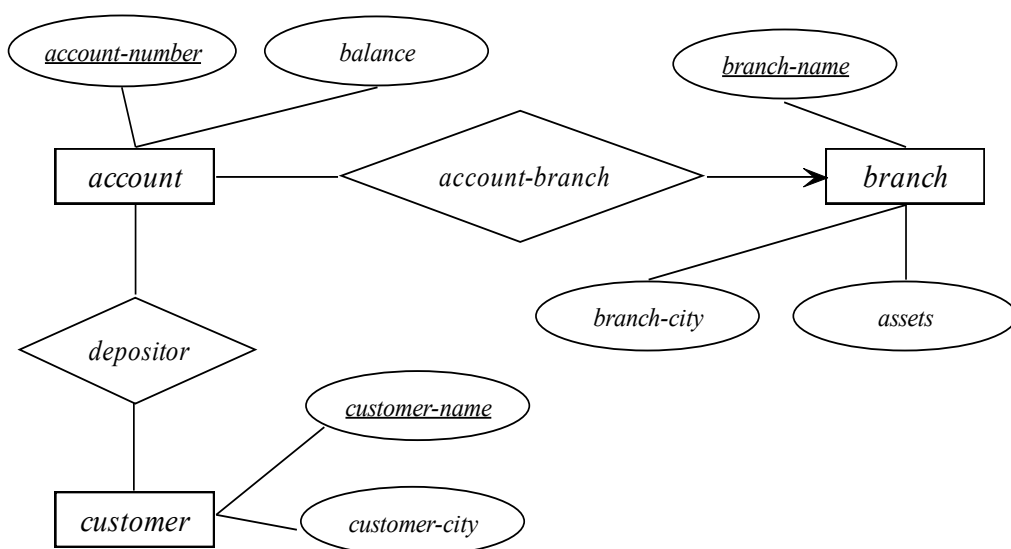 account-number
balance
branch-name
account
account-branch
branch
branch-city
assets
depositor
customer-name
customer
customer-city